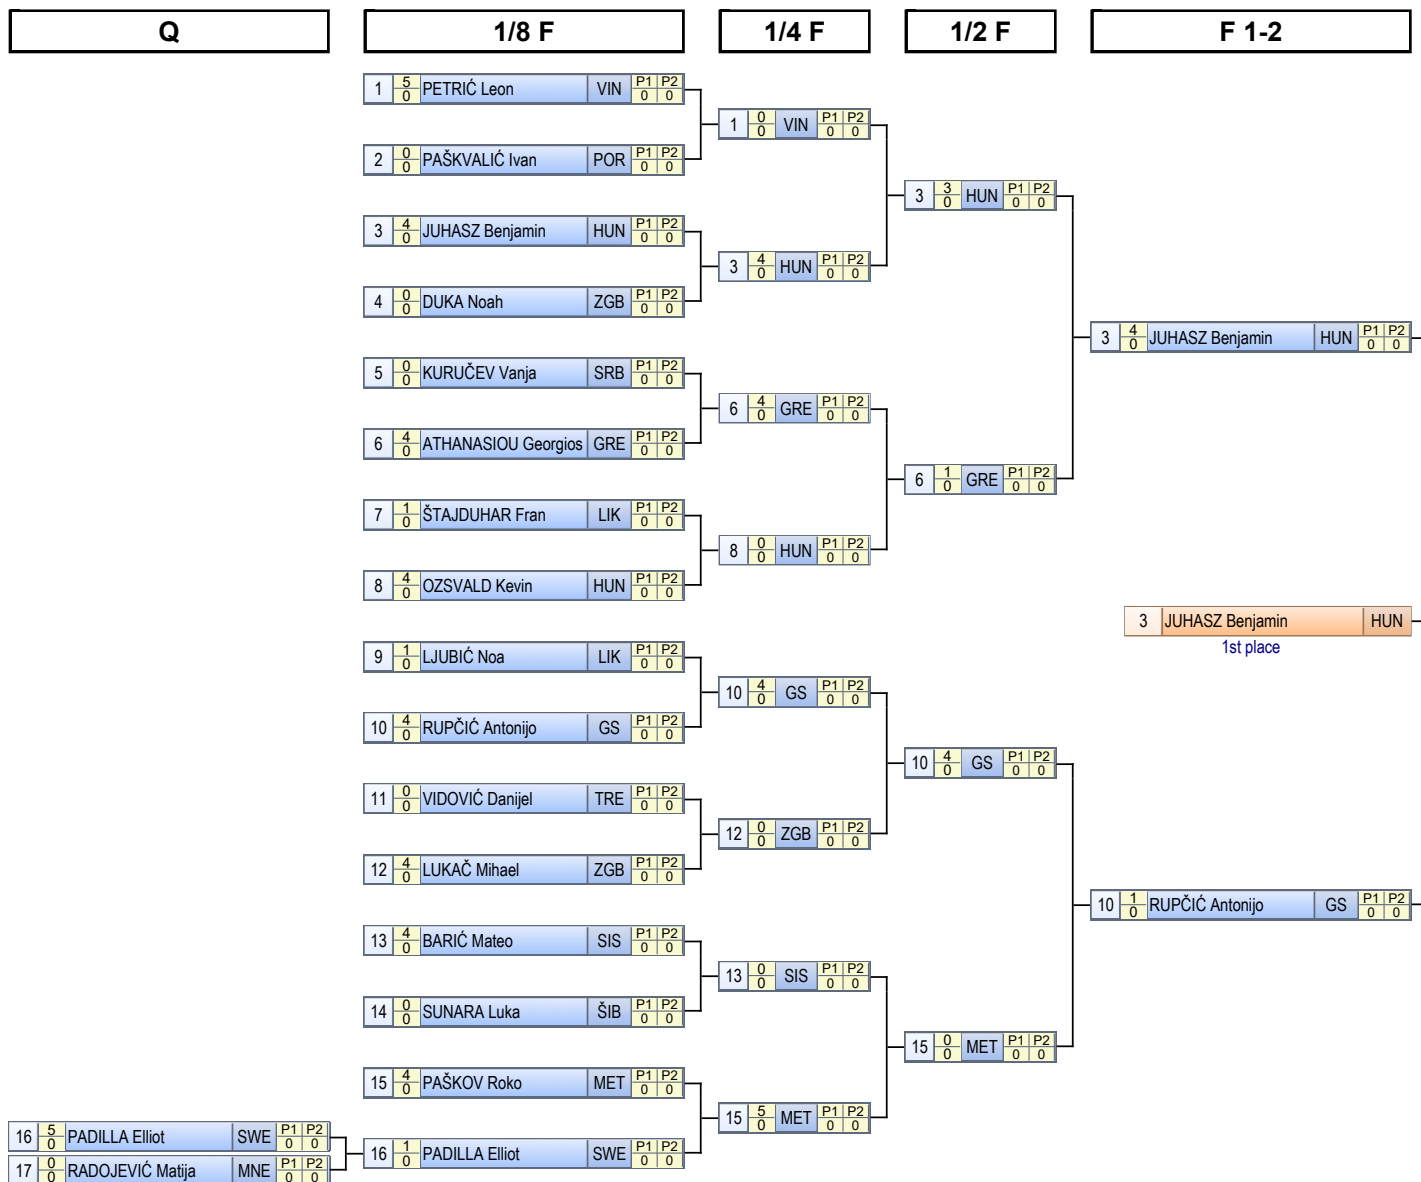 Q 1/8 F 1/4 F 1/2 F F 1-2
1 5 0 PETRIĆ Leon VIN P1 P2 0 0
1 0 0 VIN P1 P2 0 0
2 0 0 PAŠKVALIĆ Ivan POR P1 P2 0 0
3 3 0 HUN P1 P2 0 0
3 4 0 JUHASZ Benjamin HUN P1 P2 0 0
3 4 0 HUN P1 P2 0 0
4 0 0 DUKA Noah ZGB P1 P2 0 0
3 4 0 JUHASZ Benjamin HUN P1 P2 0 0
5 0 0 KURUČEV Vanja SRB P1 P2 0 0
6 4 0 GRE P1 P2 0 0
6 4 0 ATHANASIOU Georgios GRE P1 P2 0 0
6 1 0 GRE P1 P2 0 0
7 1 0 ŠTAJDUHAR Fran LIK P1 P2 0 0
8 0 0 HUN P1 P2 0 0
8 4 0 OZSVALD Kevin HUN P1 P2 0 0
3 JUHASZ Benjamin HUN
1st place
9 1 0 LJUBIĆ Noa LIK P1 P2 0 0
10 4 0 GS P1 P2 0 0
10 4 0 RUPČIĆ Antonijo GS P1 P2 0 0
10 4 0 GS P1 P2 0 0
11 0 0 VIDOVIĆ Danijel TRE P1 P2 0 0
12 0 0 ZGB P1 P2 0 0
12 4 0 LUKAČ Mihael ZGB P1 P2 0 0
10 1 0 RUPČIĆ Antonijo GS P1 P2 0 0
13 4 0 BARIĆ Mateo SIS P1 P2 0 0
13 0 0 SIS P1 P2 0 0
14 0 0 SUNARA Luka ŠIB P1 P2 0 0
15 0 0 MET P1 P2 0 0
15 4 0 PAŠKOV Roko MET P1 P2 0 0
15 5 0 MET P1 P2 0 0
16 5 0 PADILLA Elliot SWE P1 P2 0 0
16 1 0 PADILLA Elliot SWE P1 P2 0 0
17 0 0 RADOJEVIĆ Matija MNE P1 P2 0 0